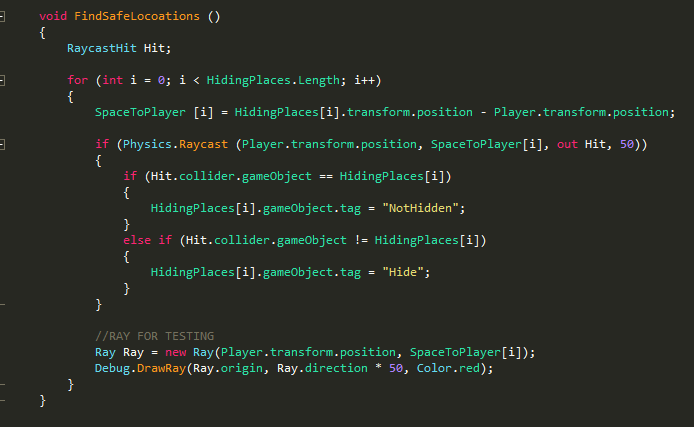 void FindSafeLocoations ()
{
RaycastHit Hit;
for (int i = 0; i < HidingPlaces.Length; i++)
{
SpaceToPlayer [i] = HidingPlaces[i].transform.position - Player.transform.position;
if (Physics.Raycast (Player.transform.position, SpaceToPlayer[i], out Hit, 50))
{
if (Hit.collider.gameObject == HidingPlaces[i])
{
HidingPlaces[i].gameObject.tag = "NotHidden";
}
else if (Hit.collider.gameObject != HidingPlaces[i])
{
HidingPlaces[i].gameObject.tag = "Hide";
}
}
//RAY FOR TESTING
Ray Ray = new Ray(Player.transform.position, SpaceToPlayer[i]);
Debug.DrawRay(Ray.origin, Ray.direction * 50, Color.red);
}
}